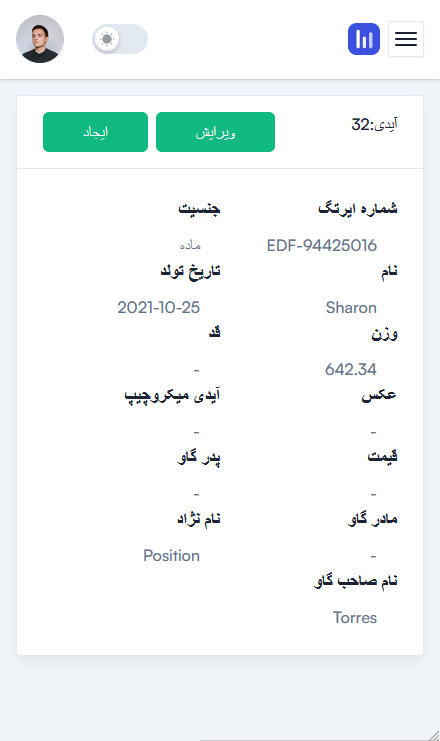 آیدی:32
ویرایش
ایجاد
شماره ایرتگ
EDF-94425016
جنسیت
ماده
نام
Sharon
تاریخ تولد
2021-10-25
وزن
642.34
قد
-
عکس
-
آیدی میکروچیپ
-
قیمت
-
پدر گاو
-
مادر گاو
-
نام نژاد
Position
نام صاحب گاو
Torres